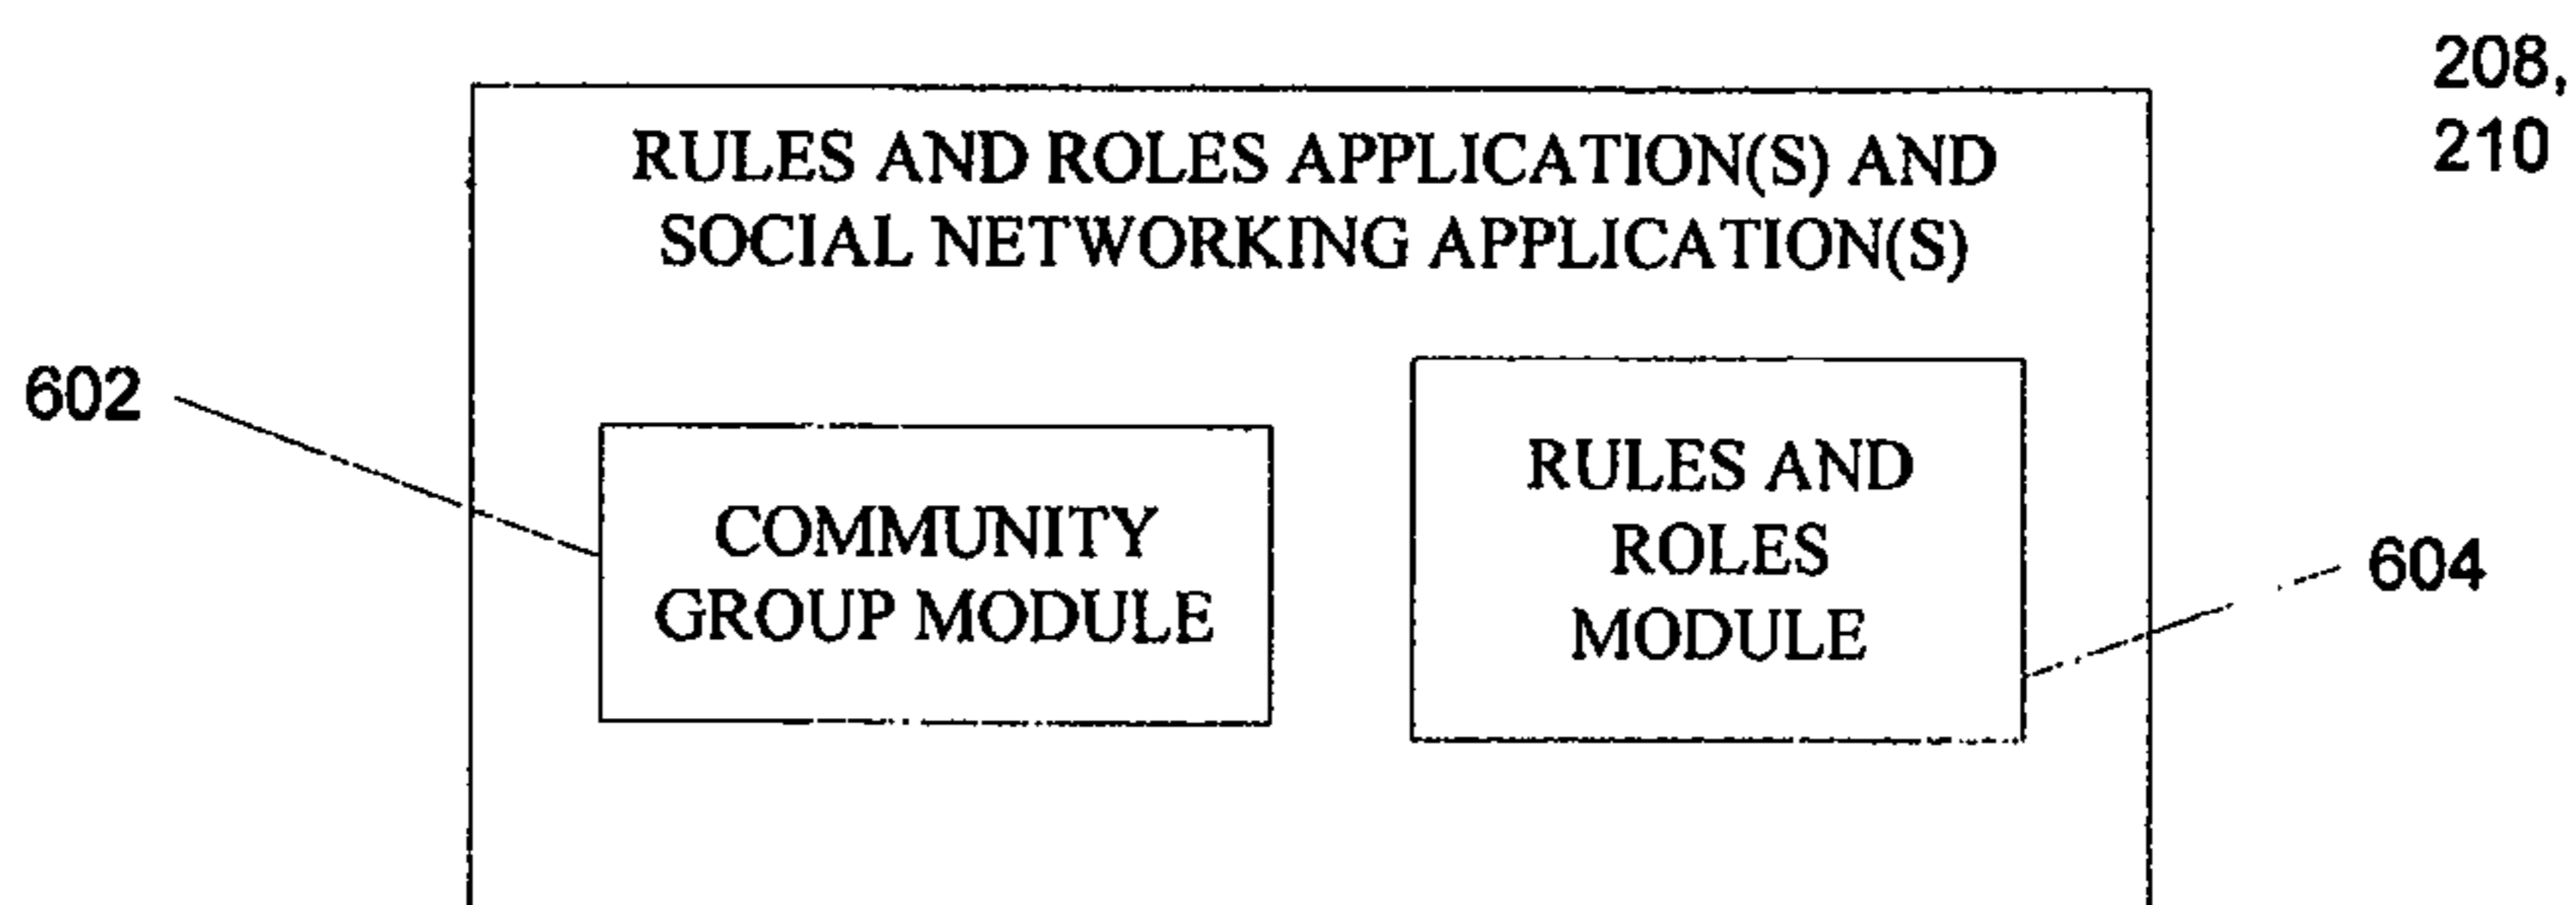 208,
210
RULES AND ROLES APPLICATION(S) AND
SOCIAL NETWORKING APPLICATION(S)
602
COMMUNITY
GROUP MODULE
RULES AND
ROLES
MODULE
604